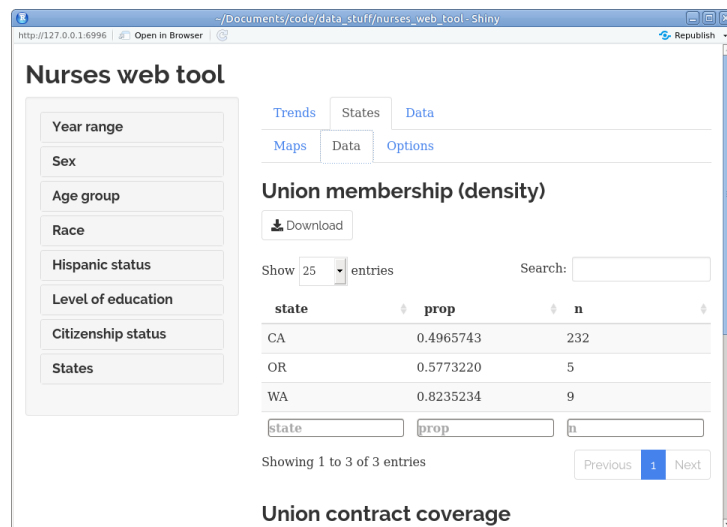 ~/Documents/code/data_stuff/nurses_web_tool - Shiny
http://127.0.0.1:6996 Open in Browser Republish
Nurses web tool
Year range
Sex
Age group
Race
Hispanic status
Level of education
Citizenship status
States
Trends States Data
Maps Data Options
Union membership (density)
Download
Show 25 entries Search:
state prop n
CA 0.4965743 232
OR 0.5773220 5
WA 0.8235234 9
state prop n
Showing 1 to 3 of 3 entries Previous 1 Next
Union contract coverage